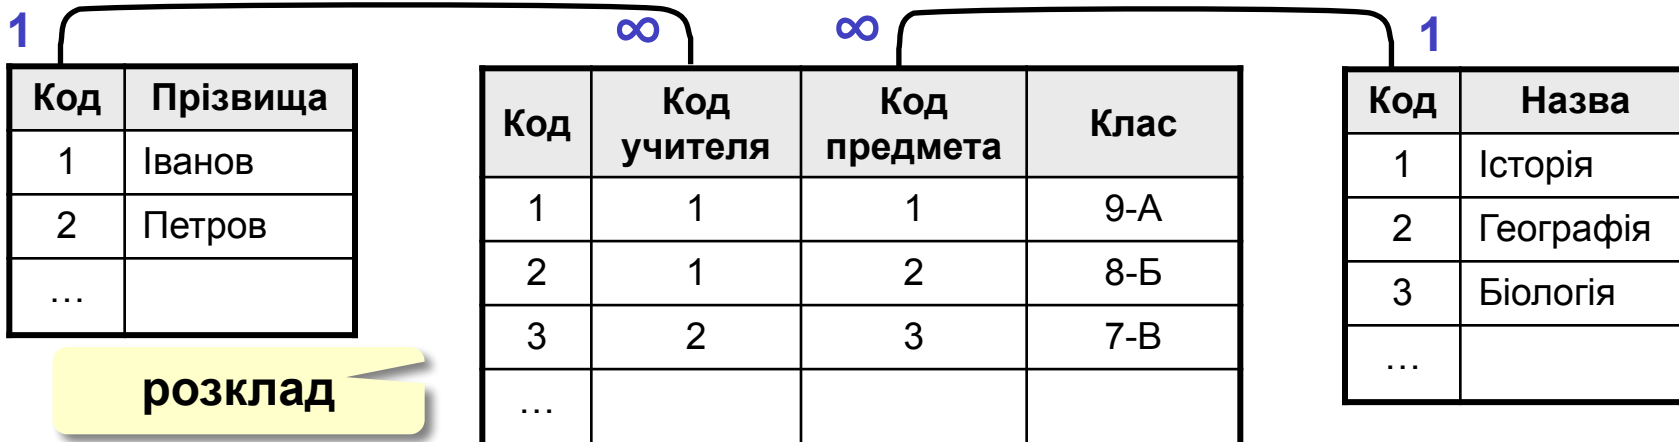 1 ∞ ∞ 1
Код Прізвища
1 Іванов
2 Петров
…
розклад
Код Код учителя Код предмета Клас
1 1 1 9-А
2 1 2 8-Б
3 2 3 7-В
…
Код Назва
1 Історія
2 Географія
3 Біологія
…